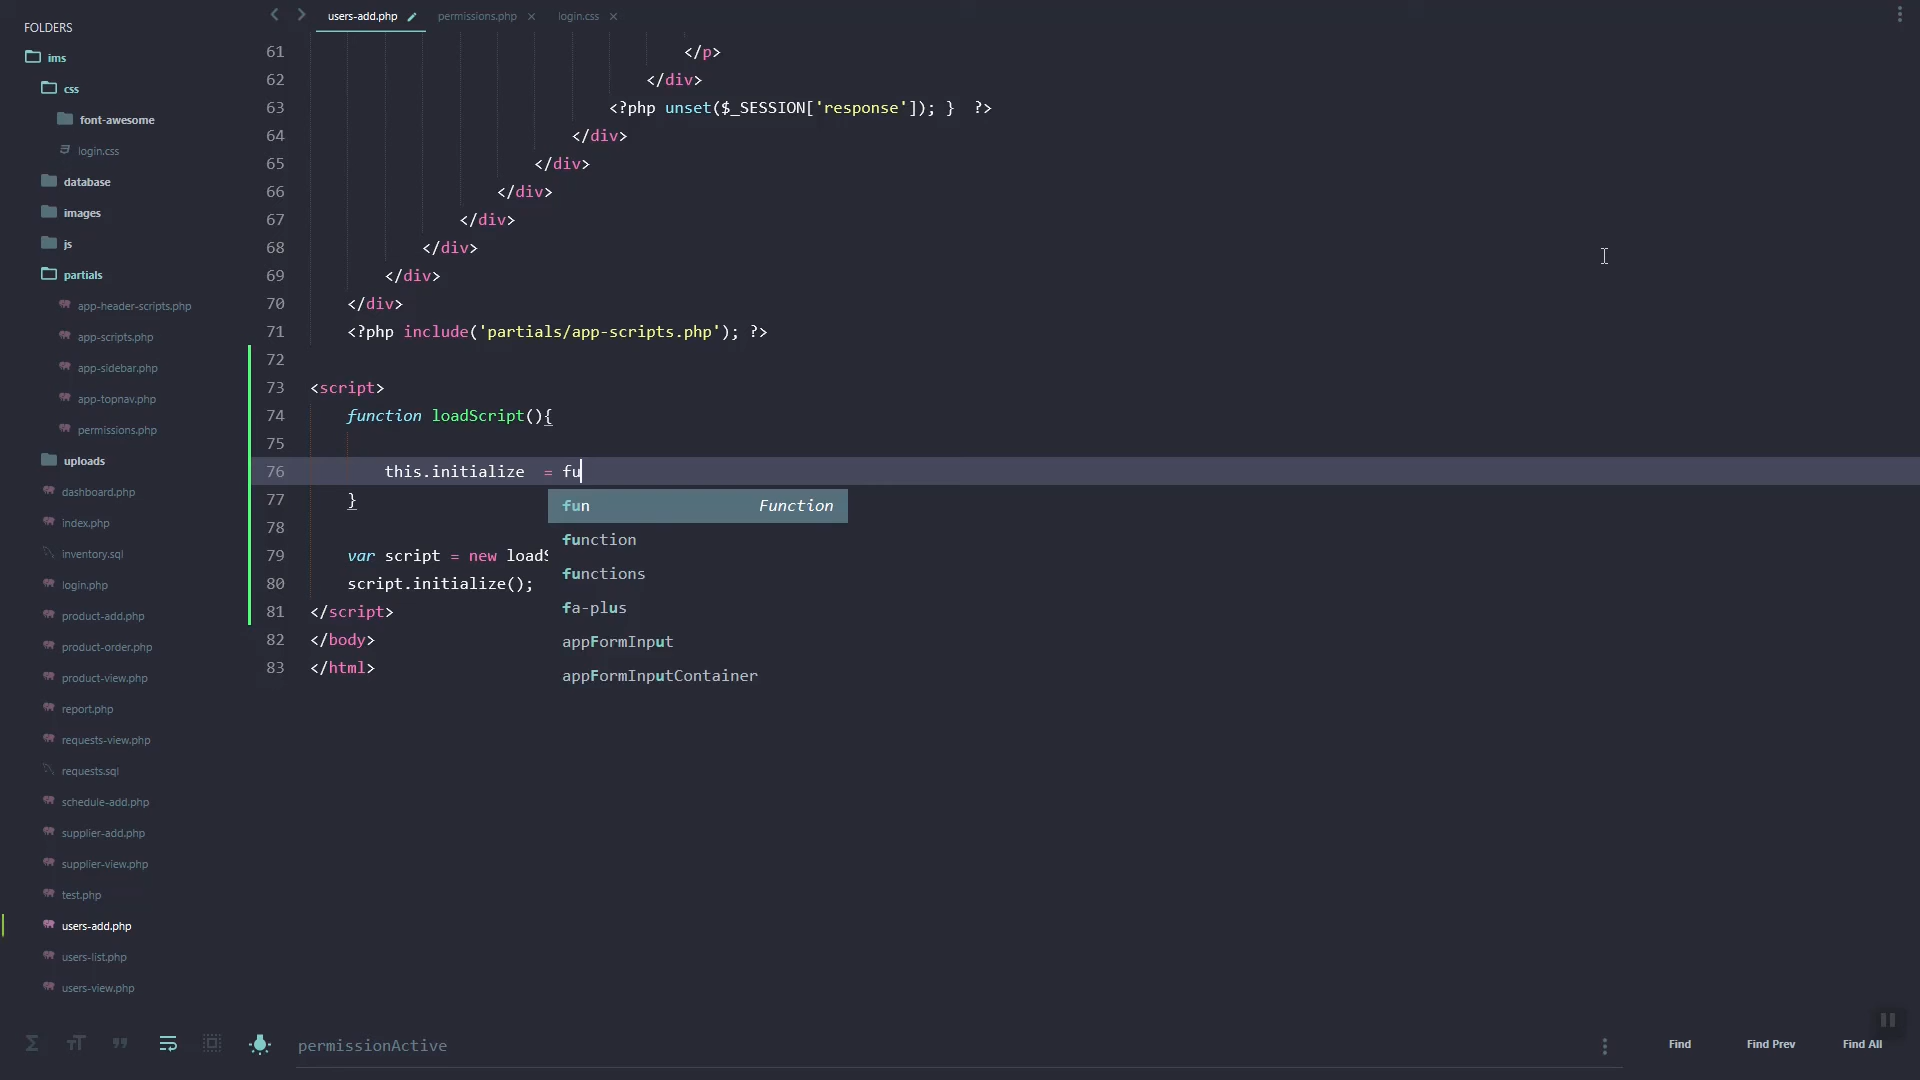 FOLDERS
ims
css
font-awesome
login.css
database
images
js
partials
app-header-scripts.php
app-scripts.php
app-sidebar.php
app-topnav.php
permissions.php
uploads
dashboard.php
index.php
inventory.sql
login.php
product-add.php
product-order.php
product-view.php
report.php
requests-view.php
requests.sql
schedule-add.php
supplier-add.php
supplier-view.php
test.php
users-add.php
users-list.php
users-view.php
users-add.php permissions.php × login.css ×
61 </p>
62 </div>
63 <?php unset($_SESSION['response']); } ?>
64 </div>
65 </div>
66 </div>
67 </div>
68 </div>
69 </div>
70 </div>
71 <?php include('partials/app-scripts.php'); ?>
72
73 <script>
74 function loadScript(){
75
76 this.initialize = fu
77 }
78
79 var script = new loadS
80 script.initialize();
81 </script>
82 </body>
83 </html>
fun Function
function
functions
fa-plus
appFormInput
appFormInputContainer
permissionActive Find Find Prev Find All